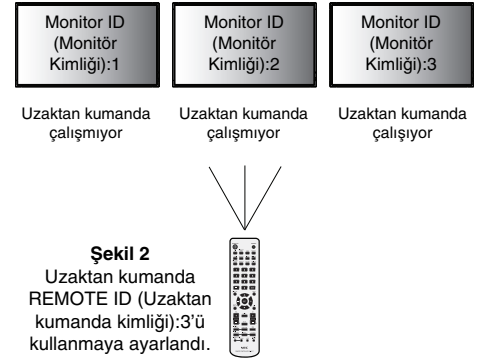 Monitor ID
(Monitör
Kimliği):1
Monitor ID
(Monitör
Kimliği):2
Monitor ID
(Monitör
Kimliği):3
Uzaktan kumanda
çalışmıyor
Uzaktan kumanda
çalışmıyor
Uzaktan kumanda
çalışıyor
Şekil 2
Uzaktan kumanda
REMOTE ID (Uzaktan
kumanda kimliği):3’ü
kullanmaya ayarlandı.